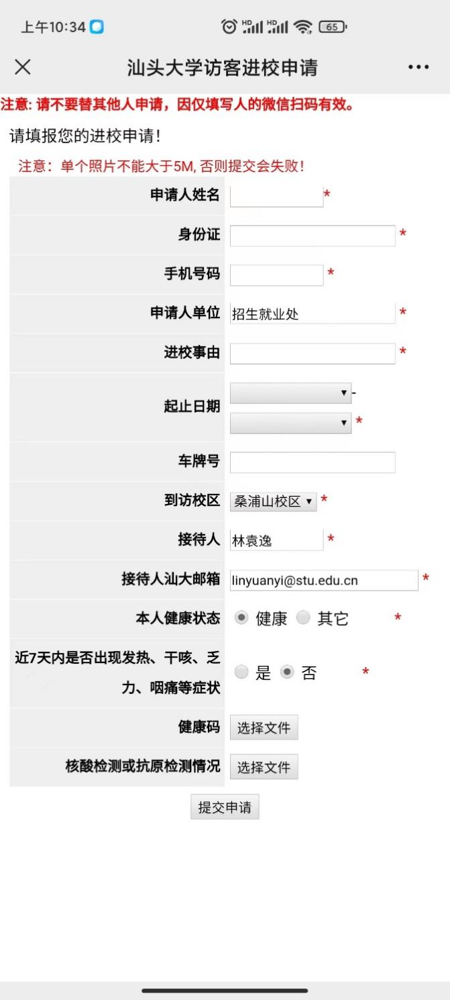 上午10:34 HD HD 65
汕头大学访客进校申请
注意: 请不要替其他人申请，因仅填写人的微信扫码有效。
请填报您的进校申请！
注意：单个照片不能大于5M, 否则提交会失败！
申请人姓名 *
身份证 *
手机号码 *
申请人单位 招生就业处 *
进校事由 *
起止日期 -
*
车牌号
到访校区 桑浦山校区 *
接待人 林袁逸 *
接待人汕大邮箱 linyuanyi@stu.edu.cn *
本人健康状态 健康 其它 *
近7天内是否出现发热、干咳、乏
力、咽痛等症状 是 否 *
健康码 选择文件
核酸检测或抗原检测情况 选择文件
提交申请